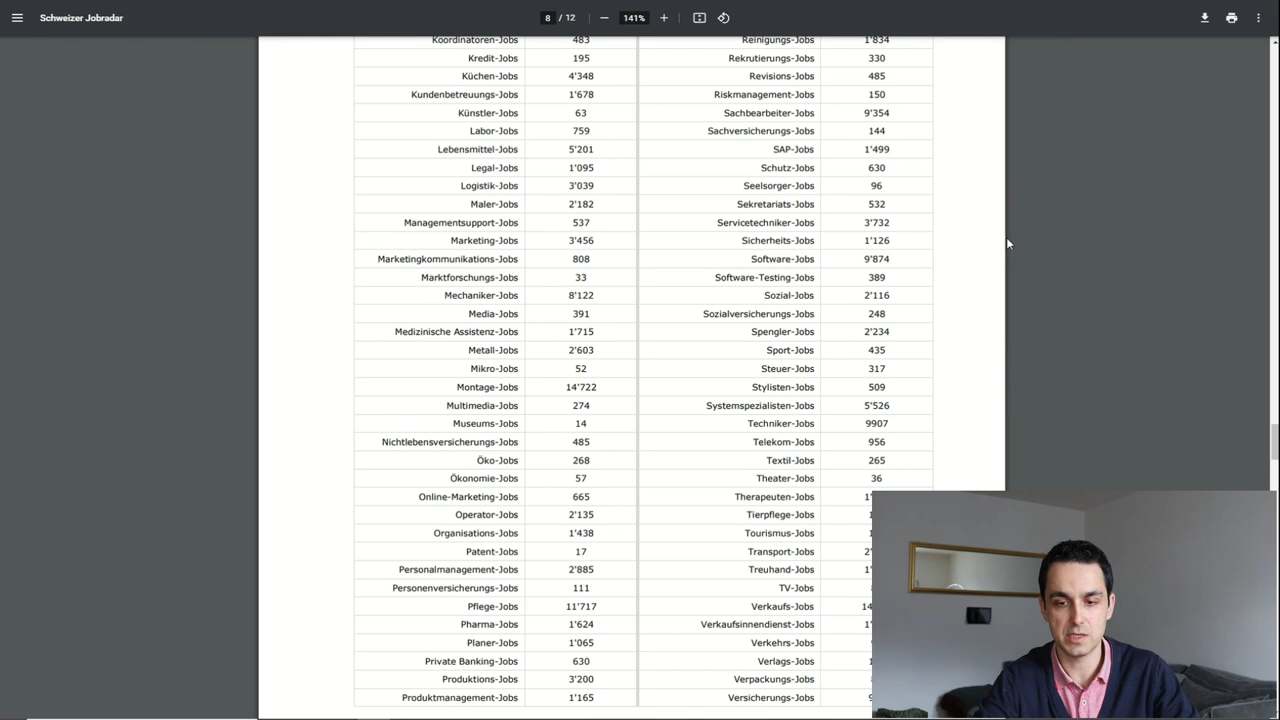 Schweizer Jobradar
8 / 12
141%
Koordinatoren-Jobs 483 Reinigungs-Jobs 1'834
Kredit-Jobs 195 Rekrutierungs-Jobs 330
Küchen-Jobs 4'348 Revisions-Jobs 485
Kundenbetreuungs-Jobs 1'678 Riskmanagement-Jobs 150
Künstler-Jobs 63 Sachbearbeiter-Jobs 9'354
Labor-Jobs 759 Sachversicherungs-Jobs 144
Lebensmittel-Jobs 5'201 SAP-Jobs 1'499
Legal-Jobs 1'095 Schutz-Jobs 630
Logistik-Jobs 3'039 Seelsorger-Jobs 96
Maler-Jobs 2'182 Sekretariats-Jobs 532
Managementsupport-Jobs 537 Servicetechniker-Jobs 3'732
Marketing-Jobs 3'456 Sicherheits-Jobs 1'126
Marketingkommunikations-Jobs 808 Software-Jobs 9'874
Marktforschungs-Jobs 33 Software-Testing-Jobs 389
Mechaniker-Jobs 8'122 Sozial-Jobs 2'116
Media-Jobs 391 Sozialversicherungs-Jobs 248
Medizinische Assistenz-Jobs 1'715 Spengler-Jobs 2'234
Metall-Jobs 2'603 Sport-Jobs 435
Mikro-Jobs 52 Steuer-Jobs 317
Montage-Jobs 14'722 Stylisten-Jobs 509
Multimedia-Jobs 274 Systemspezialisten-Jobs 5'526
Museums-Jobs 14 Techniker-Jobs 9907
Nichtlebensversicherungs-Jobs 485 Telekom-Jobs 956
Öko-Jobs 268 Textil-Jobs 265
Ökonomie-Jobs 57 Theater-Jobs 36
Online-Marketing-Jobs 665 Therapeuten-Jobs
Operator-Jobs 2'135 Tierpflege-Jobs
Organisations-Jobs 1'438 Tourismus-Jobs
Patent-Jobs 17 Transport-Jobs
Personalmanagement-Jobs 2'885 Treuhand-Jobs
Personenversicherungs-Jobs 111 TV-Jobs
Pflege-Jobs 11'717 Verkaufs-Jobs
Pharma-Jobs 1'624 Verkaufsinnendienst-Jobs
Planer-Jobs 1'065 Verkehrs-Jobs
Private Banking-Jobs 630 Verlags-Jobs
Produktions-Jobs 3'200 Verpackungs-Jobs
Produktmanagement-Jobs 1'165 Versicherungs-Jobs